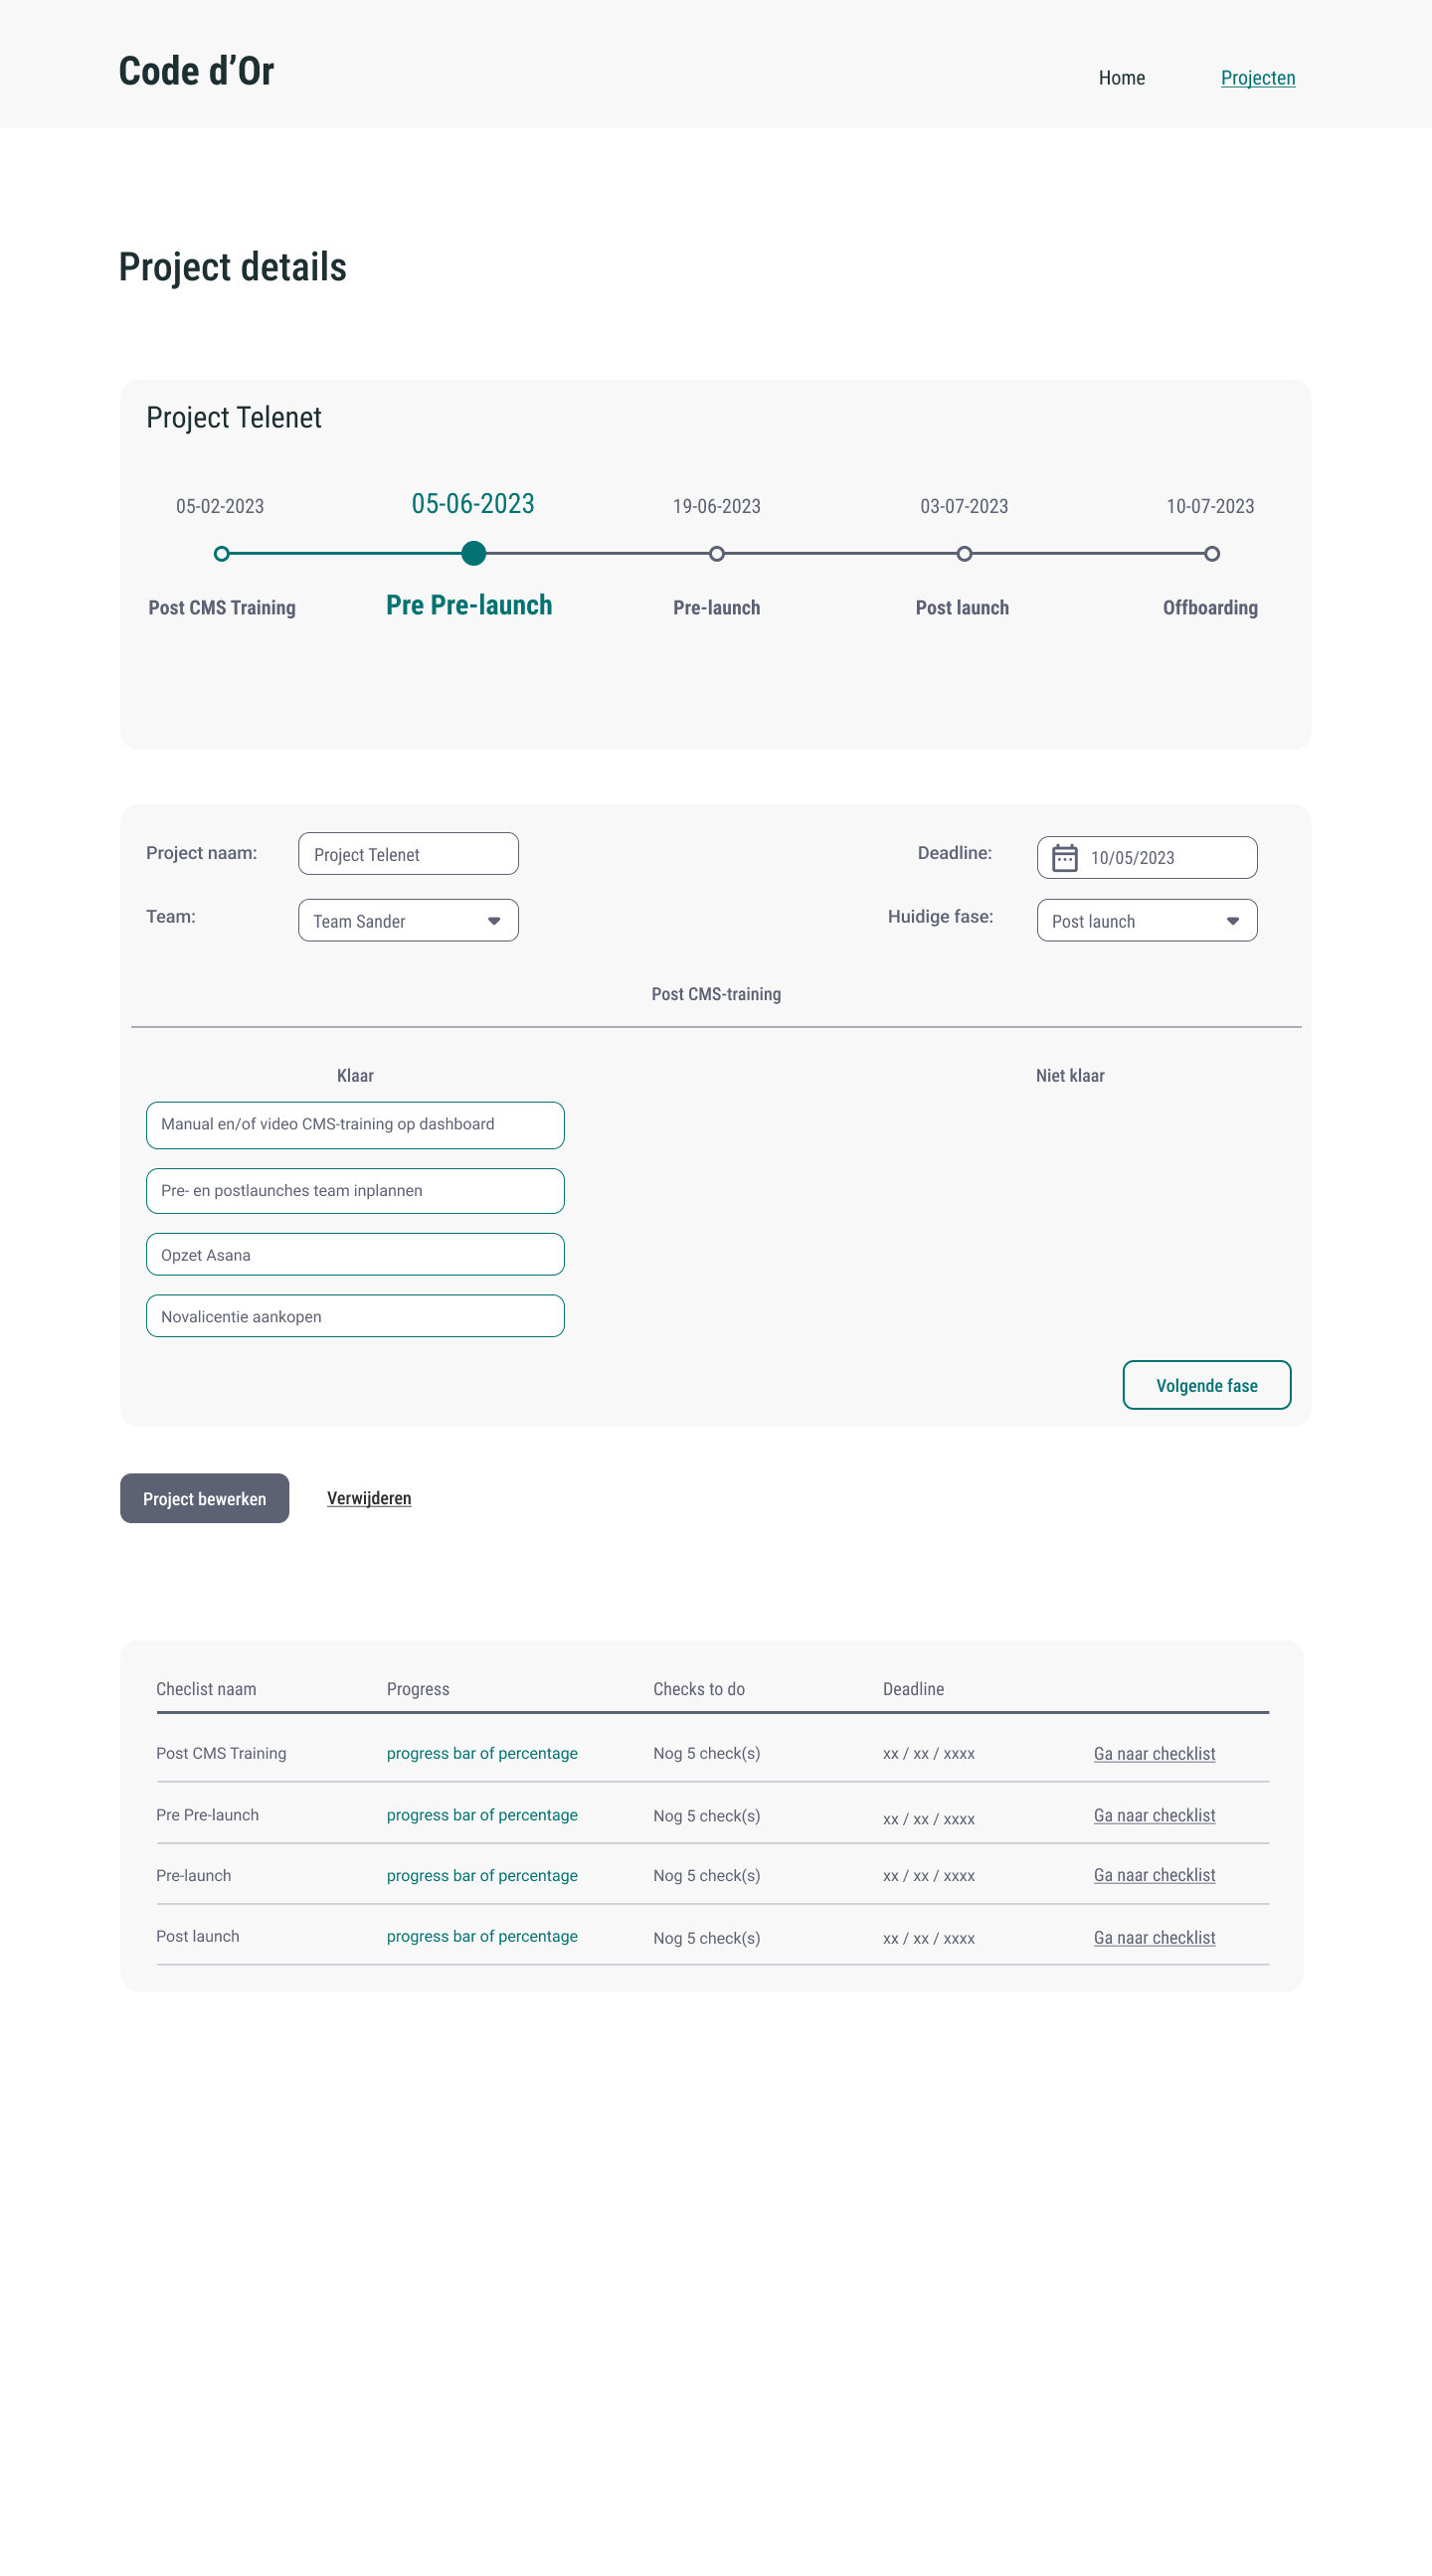 Code d’Or
Home Projecten
Project details
Project Telenet
05-02-2023 05-06-2023 19-06-2023 03-07-2023 10-07-2023
Post CMS Training Pre Pre-launch Pre-launch Post launch Offboarding
Project naam: Project Telenet Deadline: 10/05/2023
Team: Team Sander Huidige fase: Post launch
Post CMS-training
Klaar Niet klaar
Manual en/of video CMS-training op dashboard
Pre- en postlaunches team inplannen
Opzet Asana
Novalicentie aankopen
Volgende fase
Project bewerken Verwijderen
Checlist naam Progress Checks to do Deadline
Post CMS Training progress bar of percentage Nog 5 check(s) xx / xx / xxxx Ga naar checklist
Pre Pre-launch progress bar of percentage Nog 5 check(s) xx / xx / xxxx Ga naar checklist
Pre-launch progress bar of percentage Nog 5 check(s) xx / xx / xxxx Ga naar checklist
Post launch progress bar of percentage Nog 5 check(s) xx / xx / xxxx Ga naar checklist